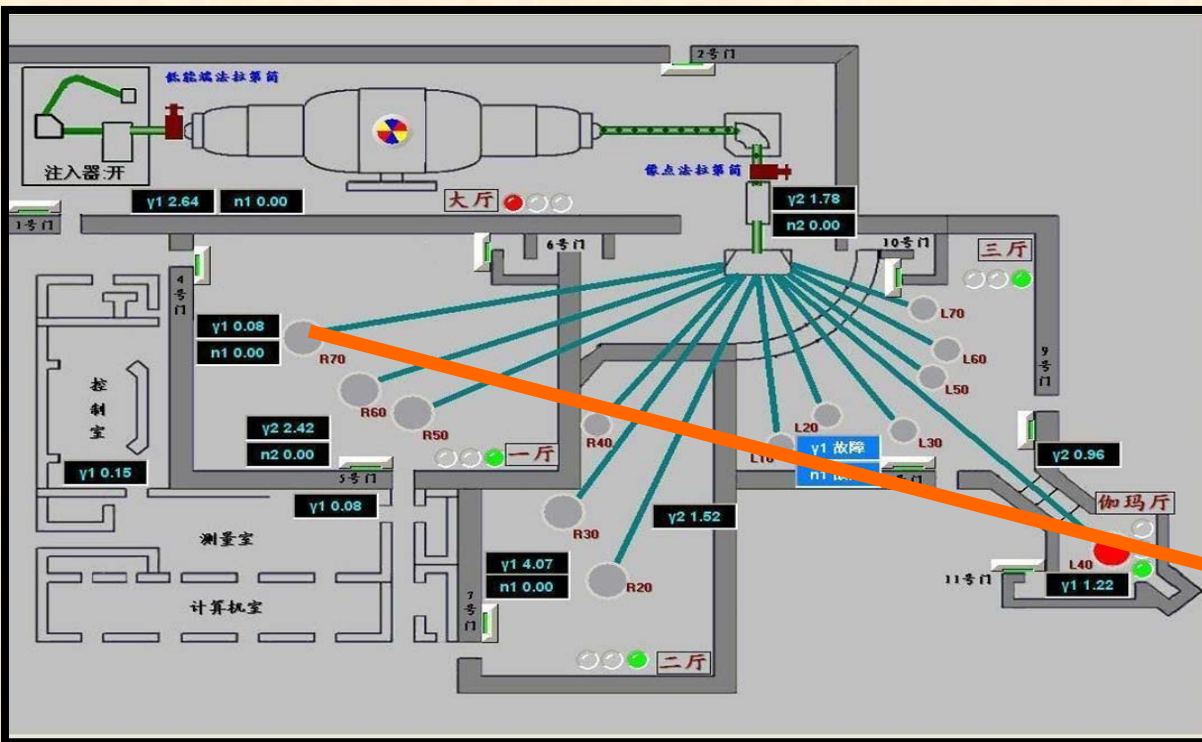 2号门
低能端法拉第筒
注入器:开
像点法拉第筒
γ1 2.64
n1 0.00
大厅
γ2 1.78
n2 0.00
1号门
6号门
10号门
三厅
4号门
γ1 0.08
n1 0.00
R70
L70
L60
L50
9号门
控制室
R60
R50
R40
L20
L30
γ2 2.42
n2 0.00
一厅
γ1 故障
γ2 0.96
γ1 0.15
5号门
γ1 0.08
伽玛厅
测量室
R30
γ2 1.52
L40
γ1 4.07
n1 0.00
R20
11号门
γ1 1.22
计算机室
7号门
二厅